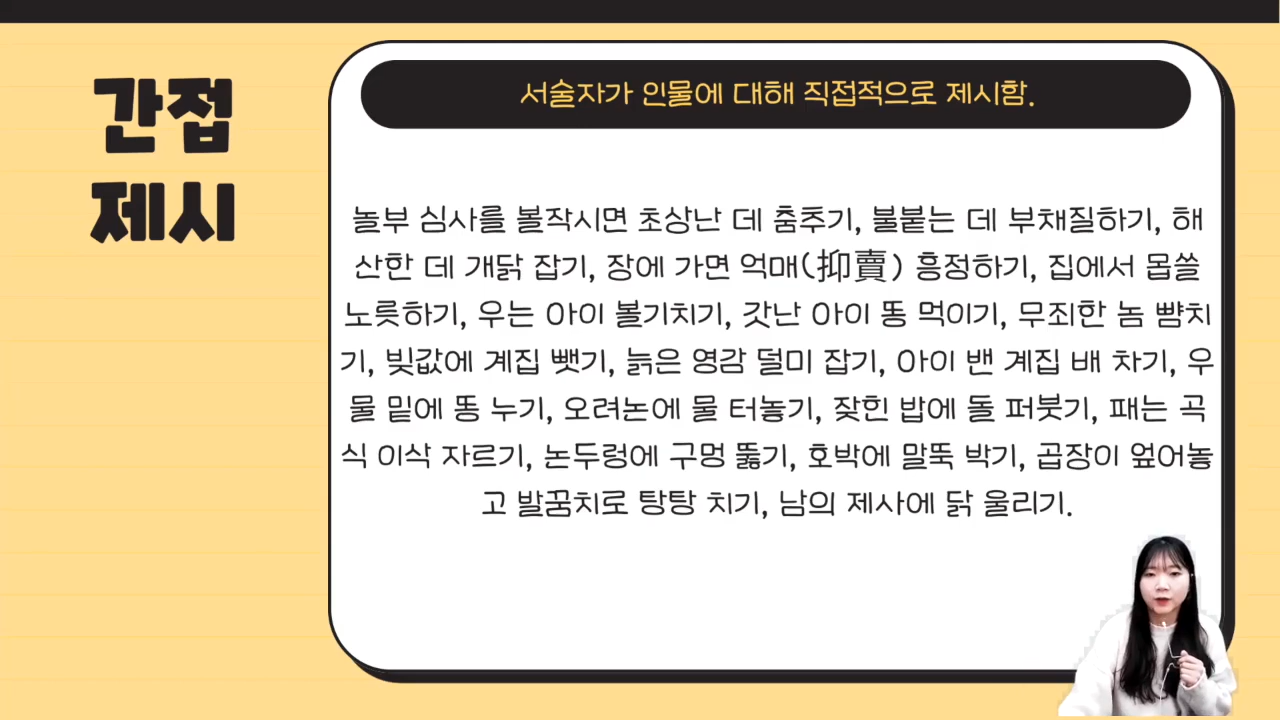 간접
제시
서술자가 인물에 대해 직접적으로 제시함.
놀부 심사를 볼작시면 초상난 데 춤추기, 불붙는 데 부채질하기, 해
산한 데 개닭 잡기, 장에 가면 억매(抑賣) 흥정하기, 집에서 몹쓸
노릇하기, 우는 아이 볼기치기, 갓난 아이 똥 먹이기, 무죄한 놈 뺨치
기, 빚값에 계집 뺏기, 늙은 영감 덜미 잡기, 아이 밴 계집 배 차기, 우
물 밑에 똥 누기, 오려논에 물 터놓기, 잦힌 밥에 돌 퍼붓기, 패는 곡
식 이삭 자르기, 논두렁에 구멍 뚫기, 호박에 말뚝 박기, 곱장이 엎어놓
고 발꿈치로 탕탕 치기, 남의 제사에 닭 울리기.